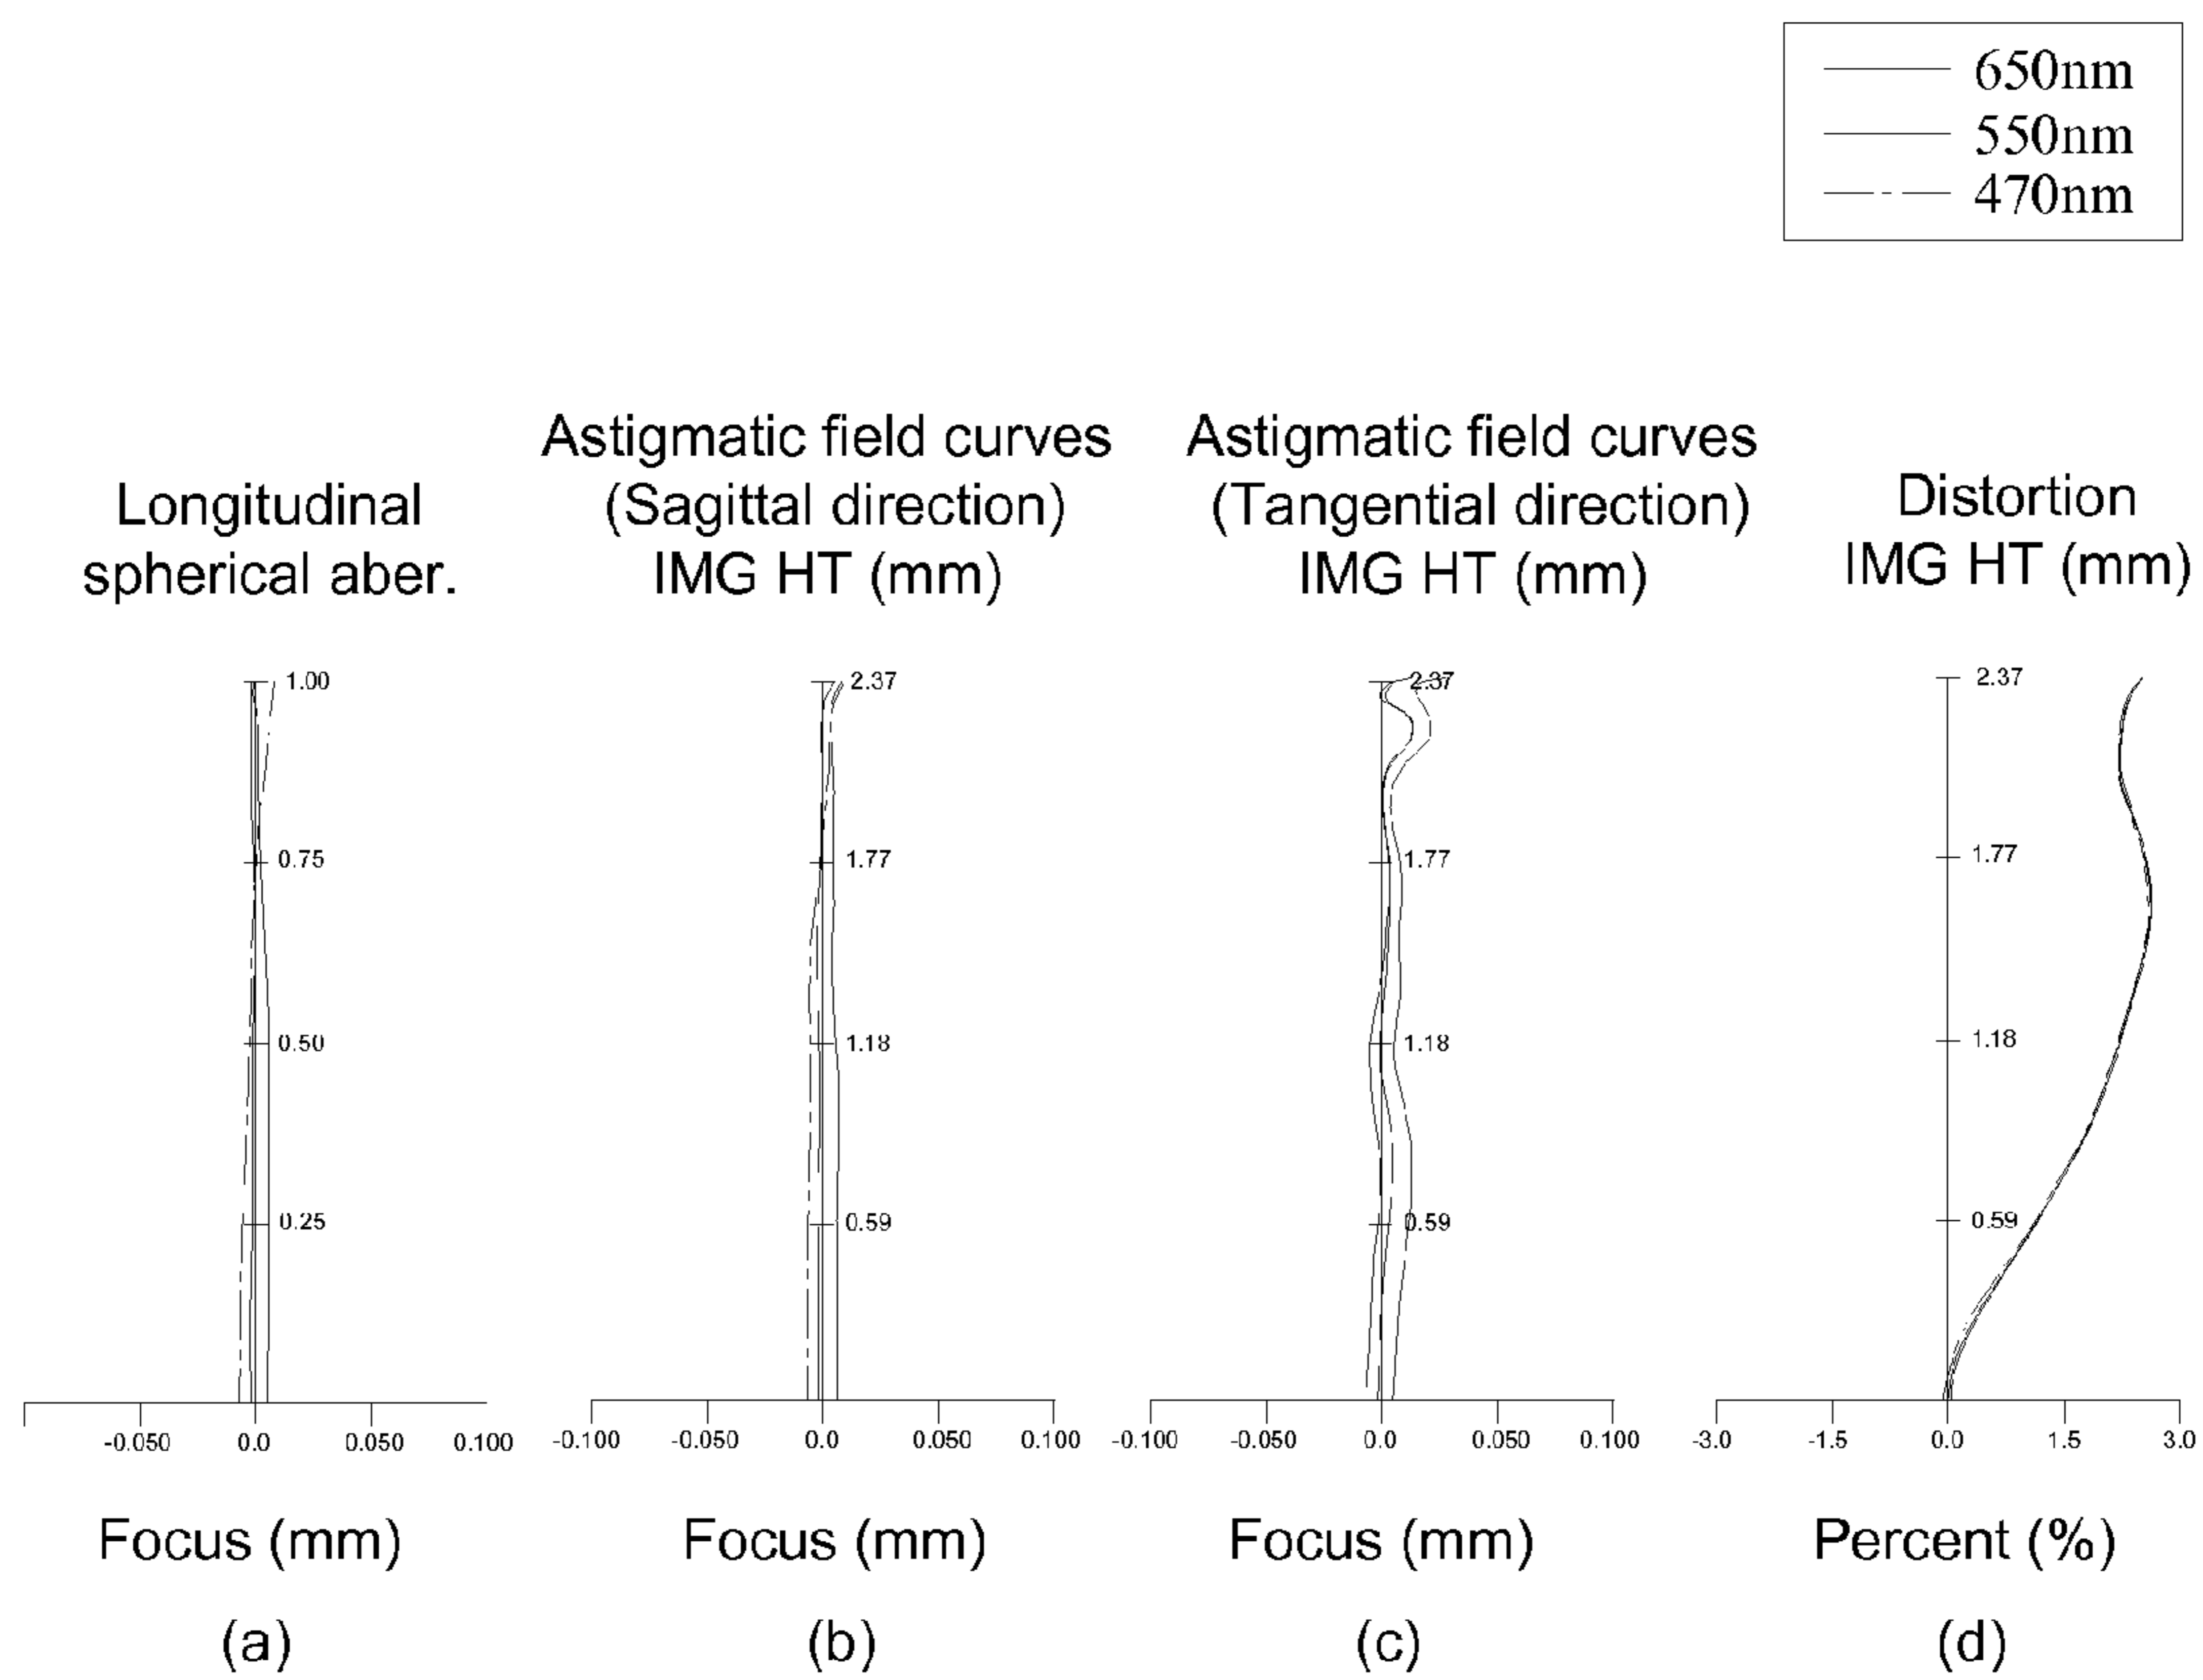 650nm
550nm
470nm
Longitudinal
spherical aber.
Astigmatic field curves
(Sagittal direction)
IMG HT (mm)
Astigmatic field curves
(Tangential direction)
IMG HT (mm)
Distortion
IMG HT (mm)
1.00
0.75
0.50
0.25
-0.050 0.0 0.050 0.100
Focus (mm)
(a)
2.37
1.77
1.18
0.59
-0.100 -0.050 0.0 0.050 0.100
Focus (mm)
(b)
2.37
1.77
1.18
0.59
-0.100 -0.050 0.0 0.050 0.100
Focus (mm)
(c)
2.37
1.77
1.18
0.59
-3.0 -1.5 0.0 1.5 3.0
Percent (%)
(d)